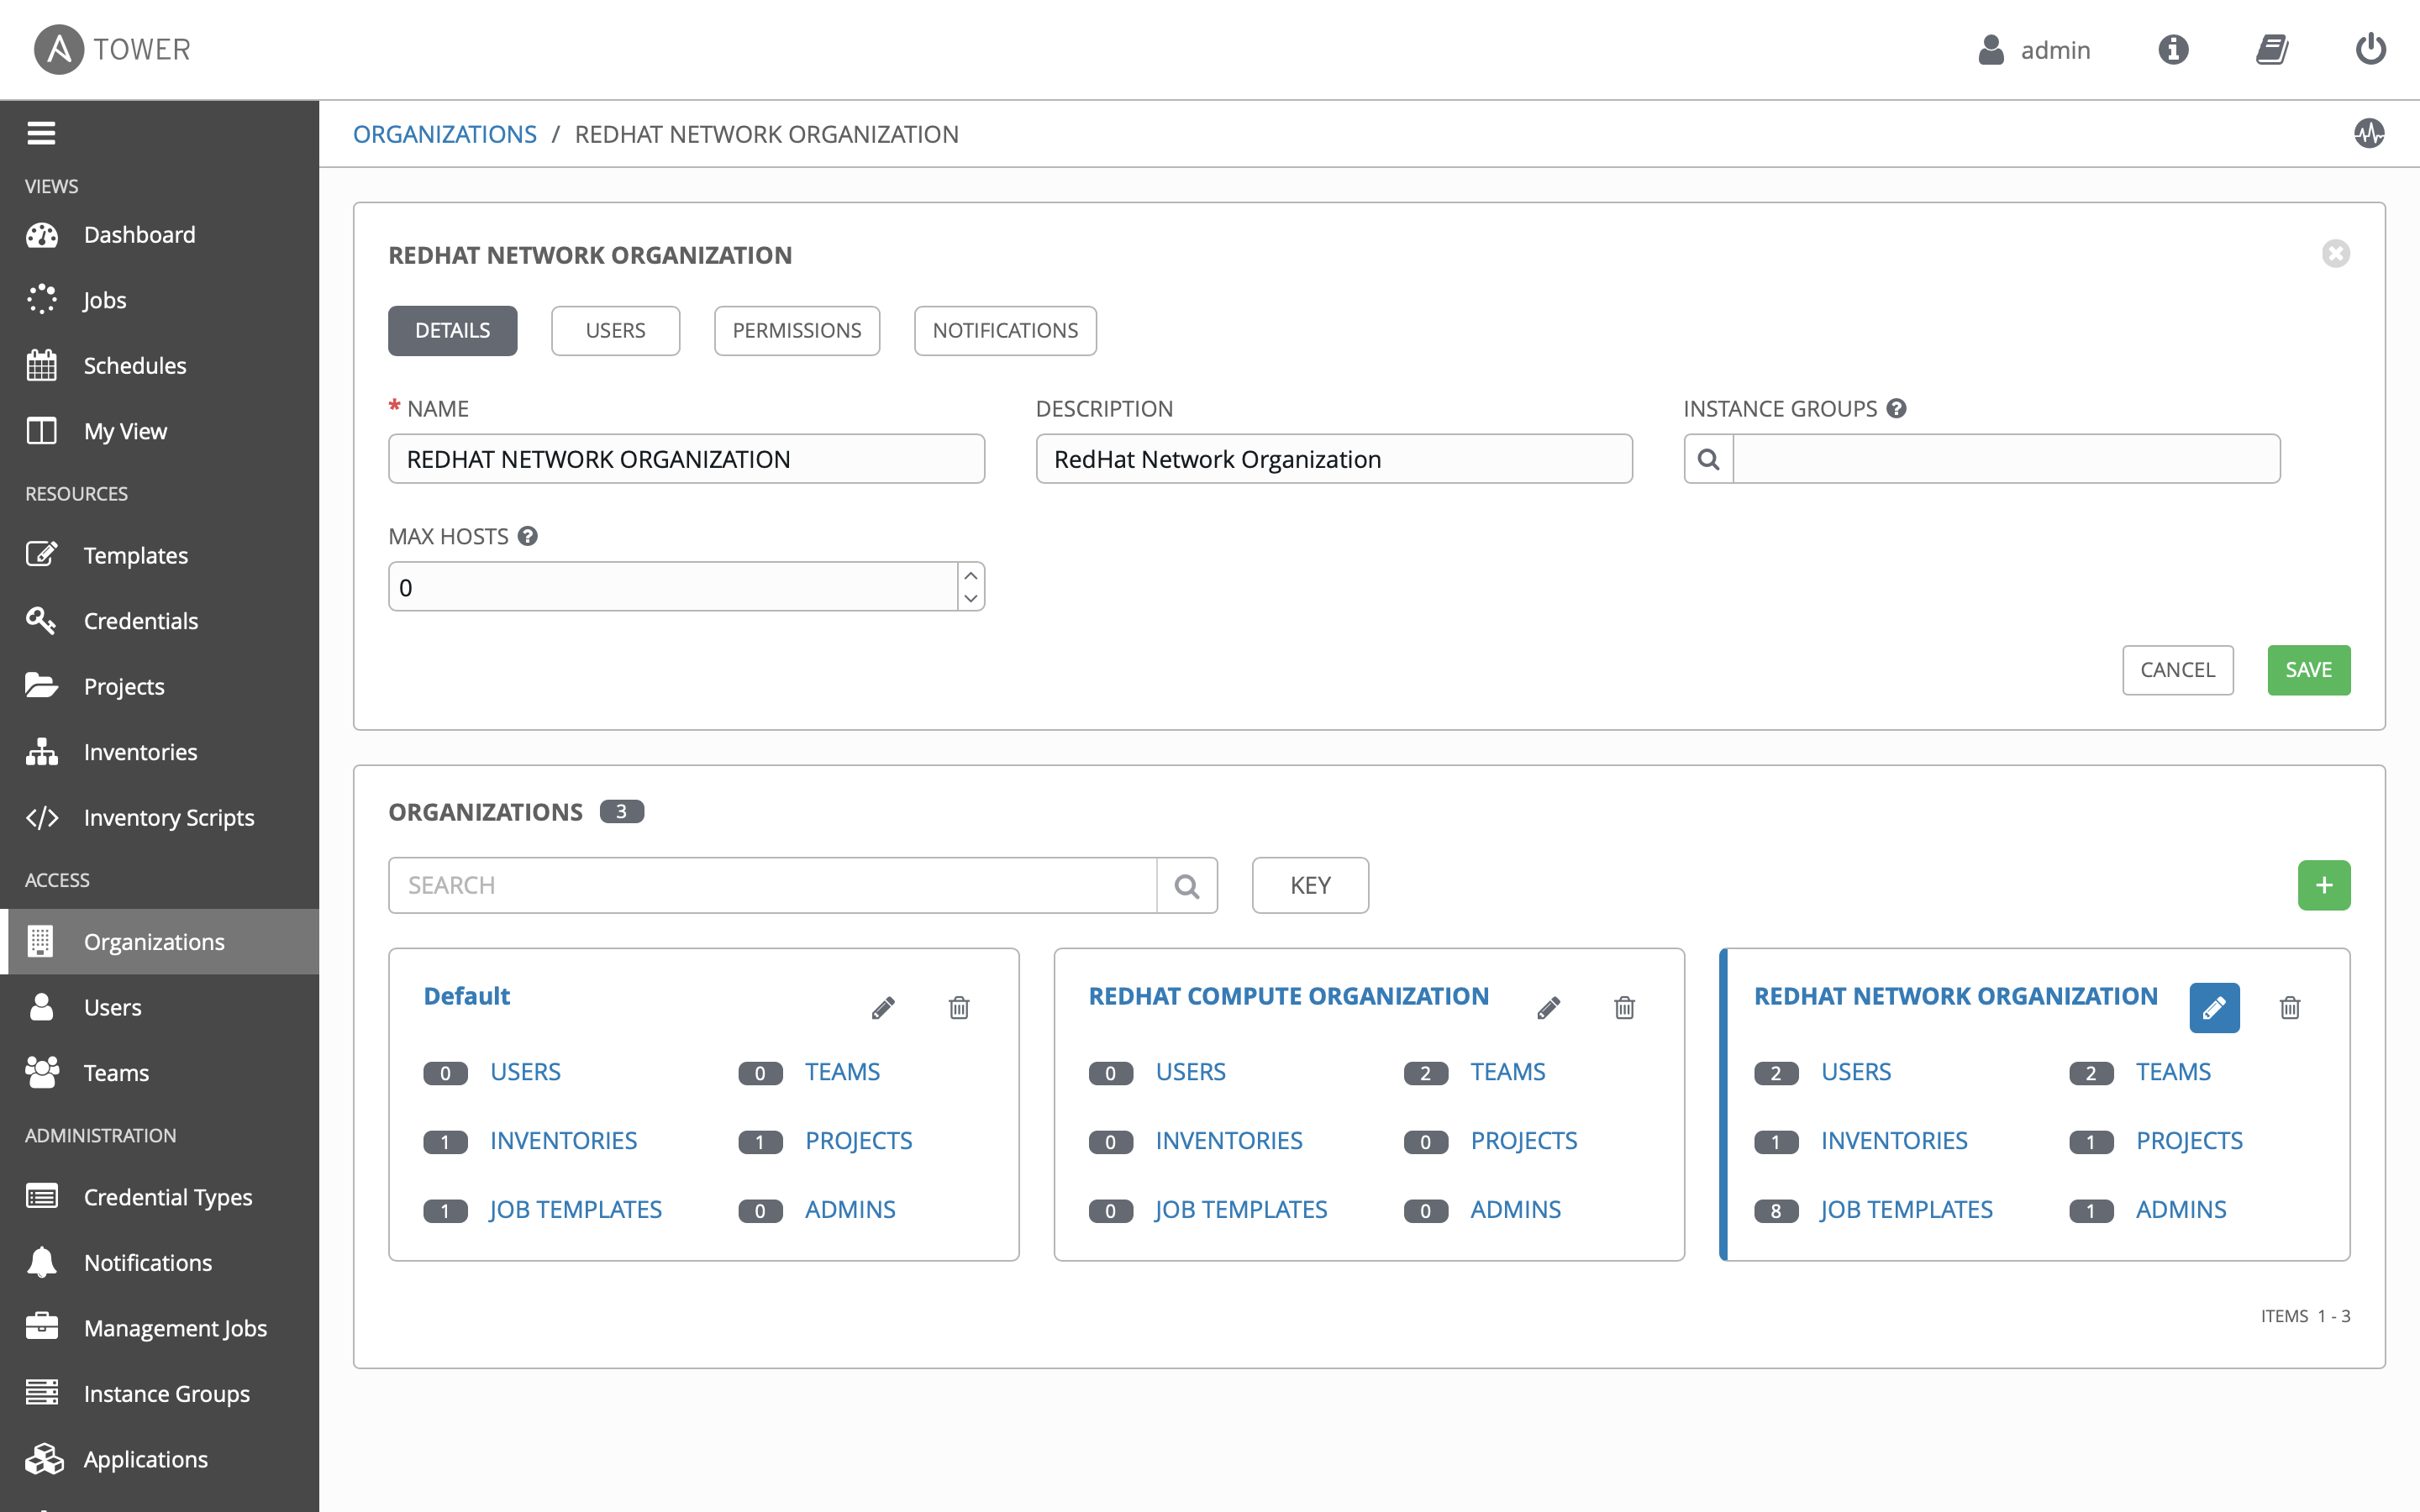 TOWER
admin
VIEWS
Dashboard
Jobs
Schedules
My View
RESOURCES
Templates
Credentials
Projects
Inventories
Inventory Scripts
ACCESS
Organizations
Users
Teams
ADMINISTRATION
Credential Types
Notifications
Management Jobs
Instance Groups
Applications
ORGANIZATIONS / REDHAT NETWORK ORGANIZATION
REDHAT NETWORK ORGANIZATION
DETAILS USERS PERMISSIONS NOTIFICATIONS
* NAME DESCRIPTION INSTANCE GROUPS ?
REDHAT NETWORK ORGANIZATION RedHat Network Organization
MAX HOSTS ?
0
CANCEL SAVE
ORGANIZATIONS 3
SEARCH KEY +
Default
0 USERS 0 TEAMS
1 INVENTORIES 1 PROJECTS
1 JOB TEMPLATES 0 ADMINS
REDHAT COMPUTE ORGANIZATION
0 USERS 2 TEAMS
0 INVENTORIES 0 PROJECTS
0 JOB TEMPLATES 0 ADMINS
REDHAT NETWORK ORGANIZATION
2 USERS 2 TEAMS
1 INVENTORIES 1 PROJECTS
8 JOB TEMPLATES 1 ADMINS
ITEMS 1 - 3